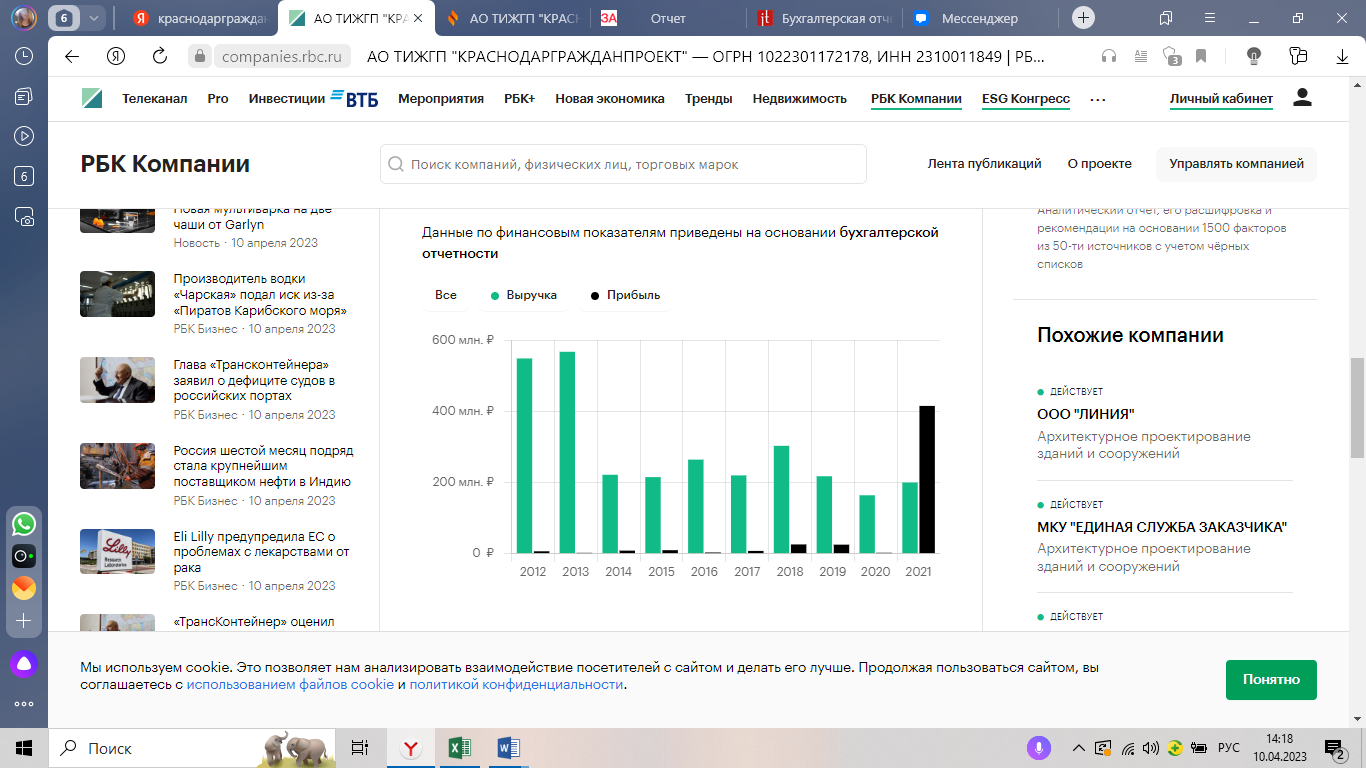 6
краснодаргражда
АО ТИЖГП "КРА
АО ТИЖГП "КРАСН
ЗА
Отчет
jt
Бухгалтерская отч
Мессенджер
companies.rbc.ru
АО ТИЖГП "КРАСНОДАРГРАЖДАНПРОЕКТ" — ОГРН 1022301172178, ИНН 2310011849 | РБ...
3
6
Телеканал
Pro
Инвестиции
ВТБ
Мероприятия
РБК+
Новая экономика
Тренды
Недвижимость
РБК Компании
ESG Конгресс
...
Личный кабинет
РБК Компании
Поиск компаний, физических лиц, торговых марок
Лента публикаций
О проекте
Управлять компанией
Новая мультиварка на две
чаши от Garlyn
Новость · 10 апреля 2023
Производитель водки
«Чарская» подал иск из-за
«Пиратов Карибского моря»
РБК Бизнес · 10 апреля 2023
Глава «Трансконтейнера»
заявил о дефиците судов в
российских портах
РБК Бизнес · 10 апреля 2023
Россия шестой месяц подряд
стала крупнейшим
поставщиком нефти в Индию
РБК Бизнес · 10 апреля 2023
Lilly
Eli Lilly предупредила ЕС о
проблемах с лекарствами от
рака
РБК Бизнес · 10 апреля 2023
«ТрансКонтейнер» оценил
Данные по финансовым показателям приведены на основании бухгалтерской
отчетности
Все
Выручка
Прибыль
600 млн. ₽
400 млн. ₽
200 млн. ₽
0 ₽
2012 2013 2014 2015 2016 2017 2018 2019 2020 2021
Аналитический отчет, его расшифровка и
рекомендации на основании 1500 факторов
из 50-ти источников с учетом чёрных
списков
Похожие компании
ДЕЙСТВУЕТ
ООО "ЛИНИЯ"
Архитектурное проектирование
зданий и сооружений
ДЕЙСТВУЕТ
МКУ "ЕДИНАЯ СЛУЖБА ЗАКАЗЧИКА"
Архитектурное проектирование
зданий и сооружений
ДЕЙСТВУЕТ
Мы используем cookie. Это позволяет нам анализировать взаимодействие посетителей с сайтом и делать его лучше. Продолжая пользоваться сайтом, вы
соглашаетесь с использованием файлов cookie и политикой конфиденциальности.
Понятно
Поиск
РУС
14:18
10.04.2023
2